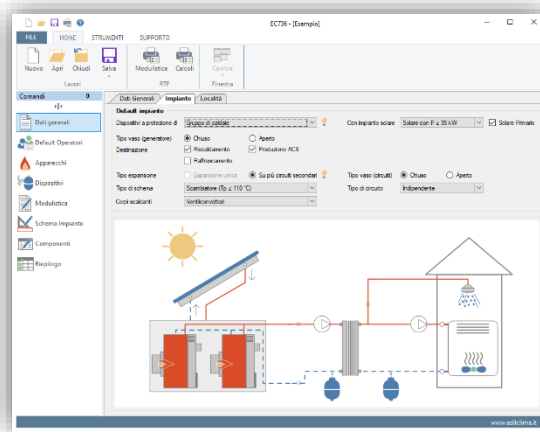 EC736 - [Esempio]
FILE HOME STRUMENTI SUPPORTO
Nuovo Apri Chiudi Salva Modulistica Calcoli Cambia
Lavori RTF Finestra
Comandi
Dati generali
Default Operatori
Apparecchi
Dispositivi
Modulistica
Schema Impianto
Componenti
Riepilogo
Dati Generali Impianto Località
Default impianto
Dispositivi a protezione di Gruppo di caldaie Con impianto solare Solare con P ≤ 35 kW Solare Primario
Tipo vaso (generatore) Chiuso Aperto
Destinazione Riscaldamento Produzione ACS
Raffrescamento
Tipo espansione Espansione unica Su più circuiti secondari Tipo vaso (circuiti) Chiuso Aperto
Tipo di schema Scambiatore (Tp ≤ 110 °C) Tipo di circuito Indipendente
Corpi scaldanti Ventilconvettori
www.edilclima.it